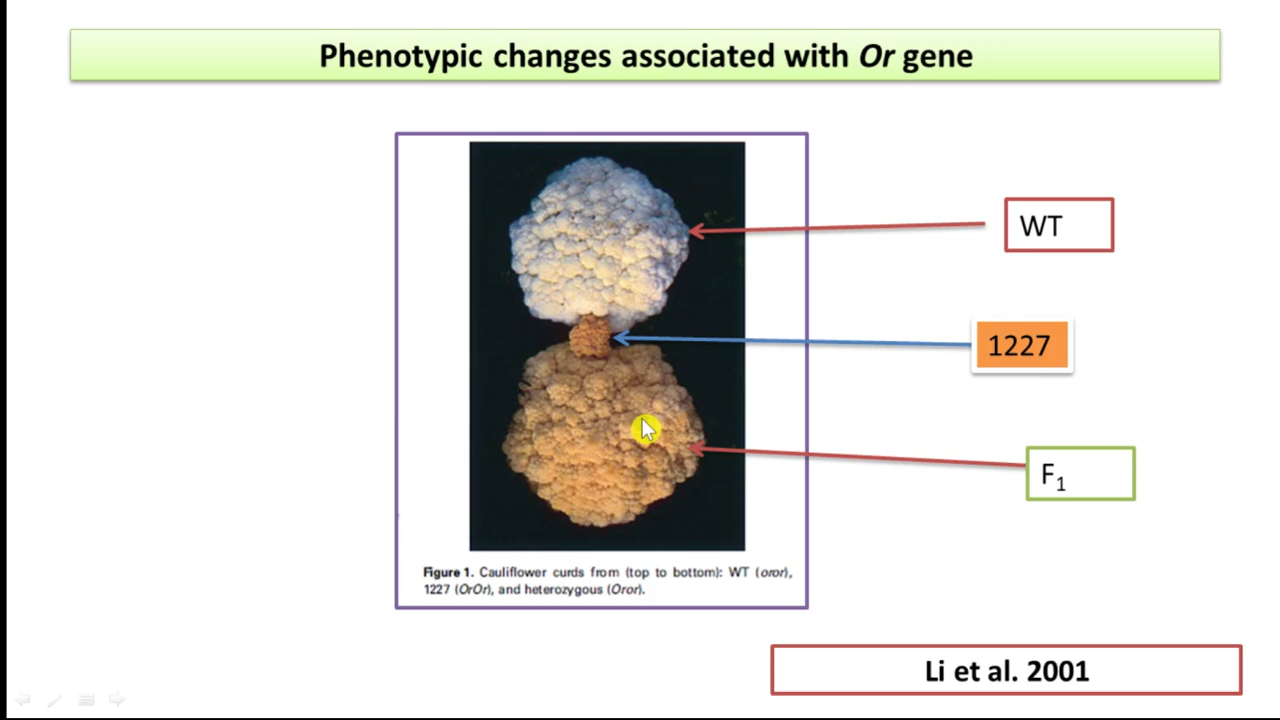 Phenotypic changes associated with Or gene
WT
1227
F1
Figure 1. Cauliflower curds from (top to bottom): WT (oror),
1227 (OrOr), and heterozygous (Oror).
Li et al. 2001